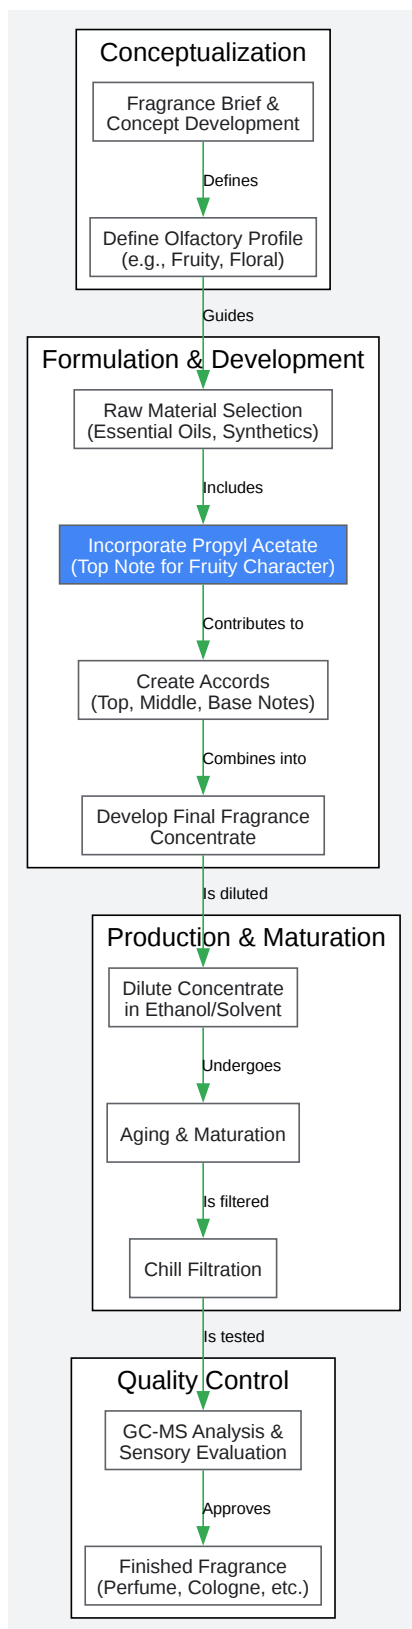 Conceptualization
Fragrance Brief &
Concept Development
Defines
Define Olfactory Profile
(e.g., Fruity, Floral)
Guides
Formulation & Development
Raw Material Selection
(Essential Oils, Synthetics)
Includes
Incorporate Propyl Acetate
(Top Note for Fruity Character)
Contributes to
Create Accords
(Top, Middle, Base Notes)
Combines into
Develop Final Fragrance
Concentrate
Is diluted
Production & Maturation
Dilute Concentrate
in Ethanol/Solvent
Undergoes
Aging & Maturation
Is filtered
Chill Filtration
Is tested
Quality Control
GC-MS Analysis &
Sensory Evaluation
Approves
Finished Fragrance
(Perfume, Cologne, etc.)